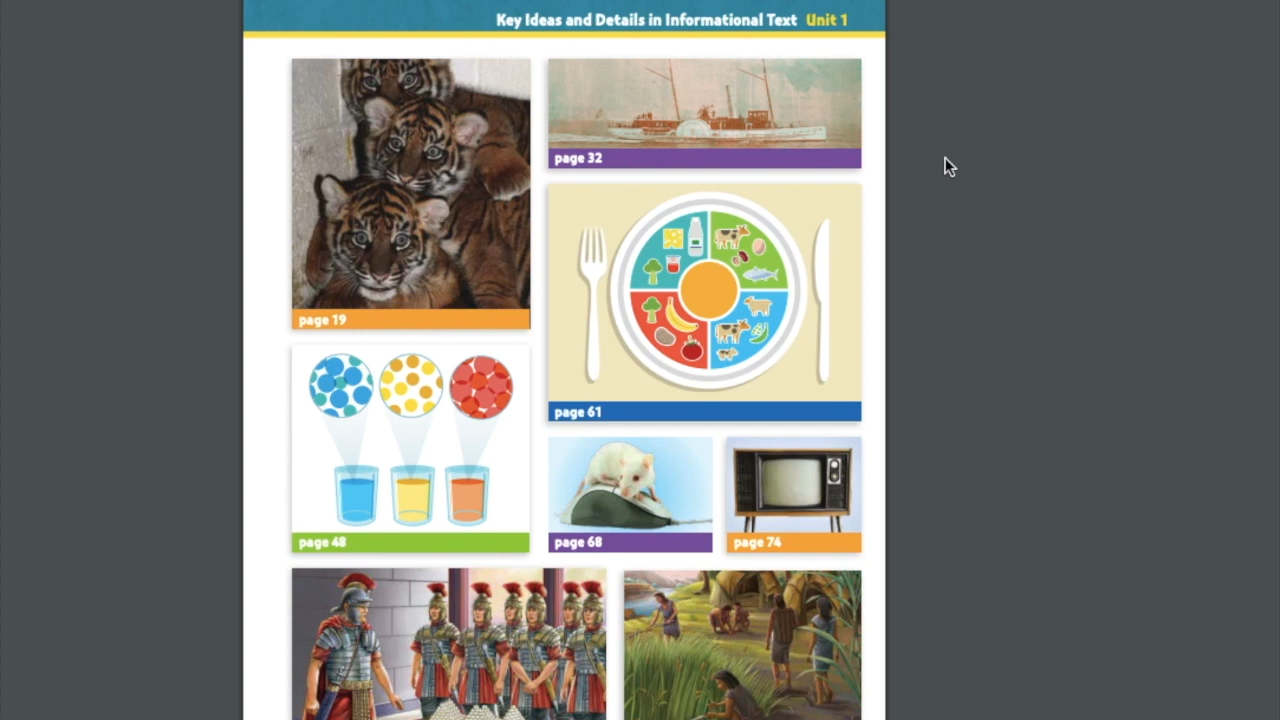 Key Ideas and Details in Informational Text Unit 1
page 32
page 19
page 61
page 48
page 68
page 74